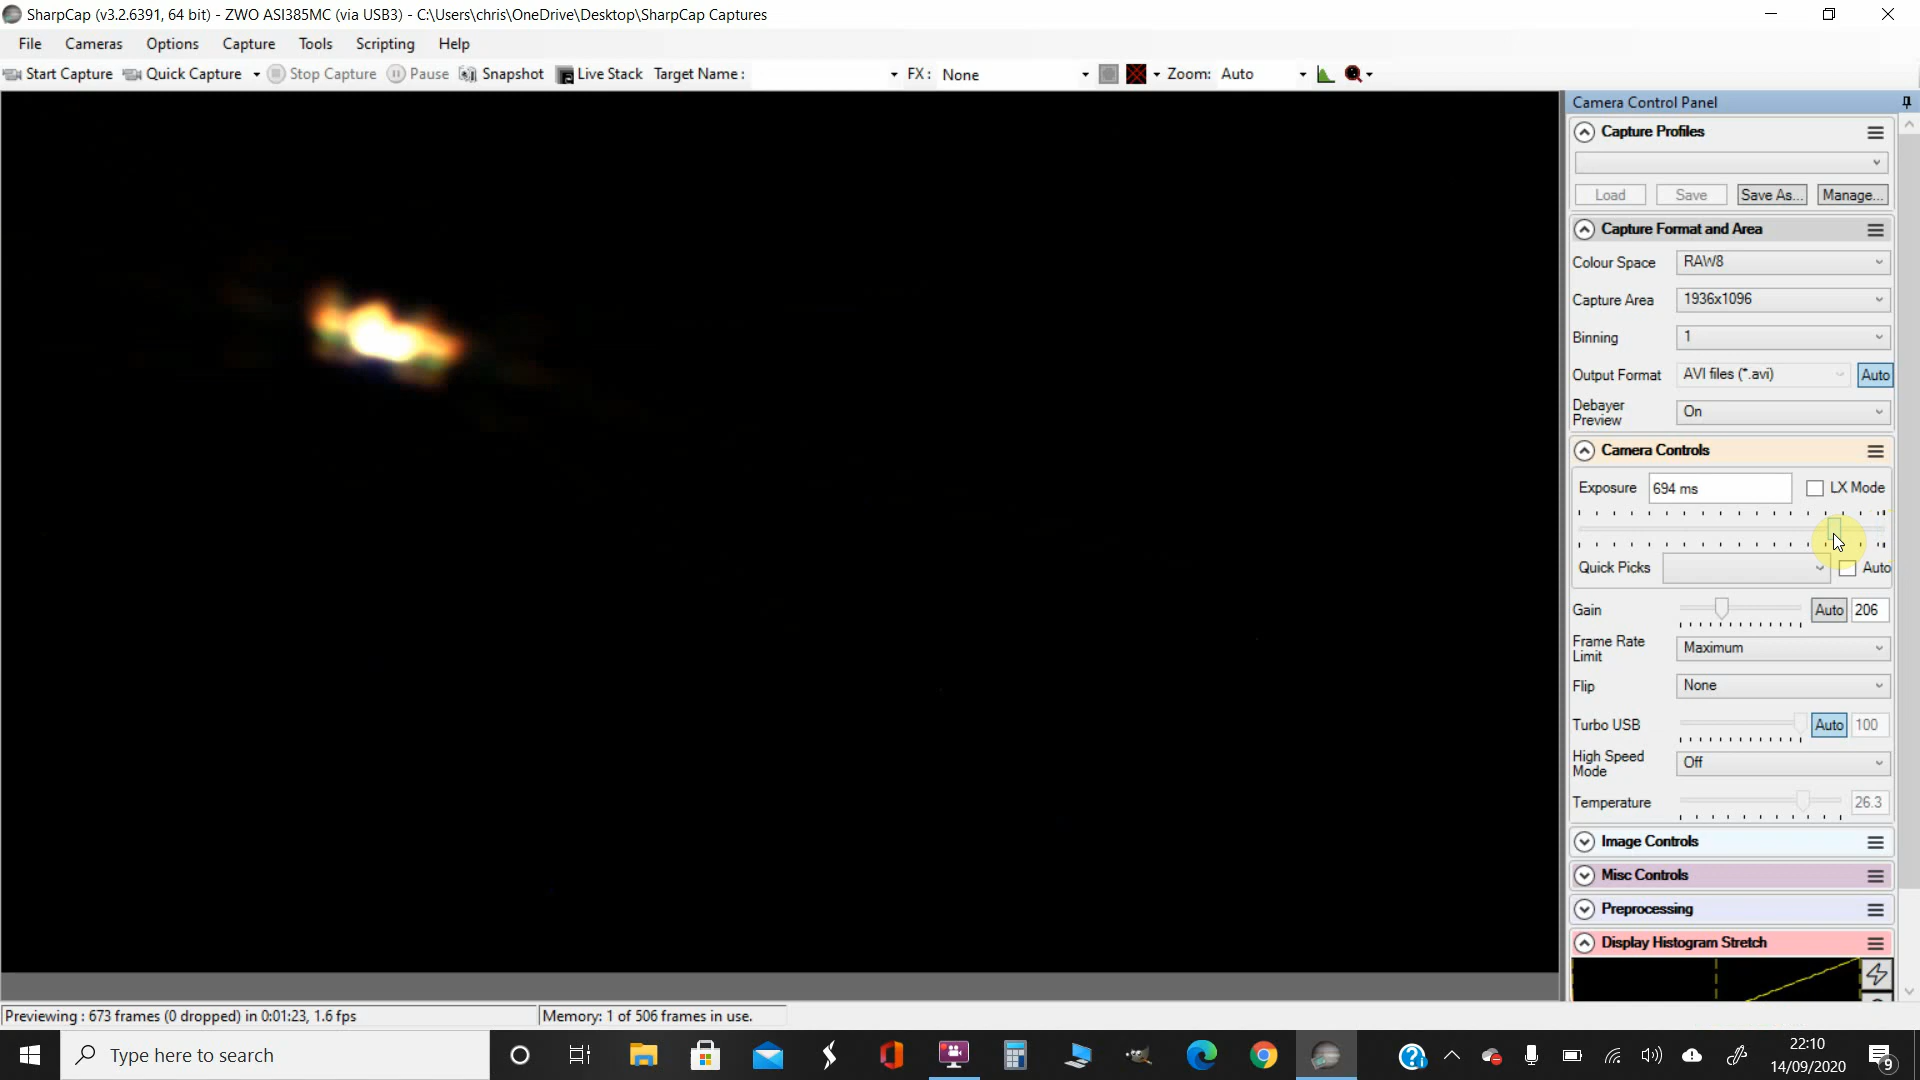 SharpCap (v3.2.6391, 64 bit) - ZWO ASI385MC (via USB3) - C:\Users\chris\OneDrive\Desktop\SharpCap Captures
File Cameras Options Capture Tools Scripting Help
Start Capture Quick Capture Stop Capture Pause Snapshot Live Stack Target Name : FX : None Zoom: Auto
Camera Control Panel
Capture Profiles
Load Save Save As... Manage...
Capture Format and Area
Colour Space RAW8
Capture Area 1936x1096
Binning 1
Output Format AVI files (*.avi) Auto
Debayer Preview On
Camera Controls
Exposure 694 ms LX Mode
Quick Picks Auto
Gain Auto 206
Frame Rate Limit Maximum
Flip None
Turbo USB Auto 100
High Speed Mode Off
Temperature 26.3
Image Controls
Misc Controls
Preprocessing
Display Histogram Stretch
Previewing : 673 frames (0 dropped) in 0:01:23, 1.6 fps Memory: 1 of 506 frames in use.
Type here to search
22:10
14/09/2020
9